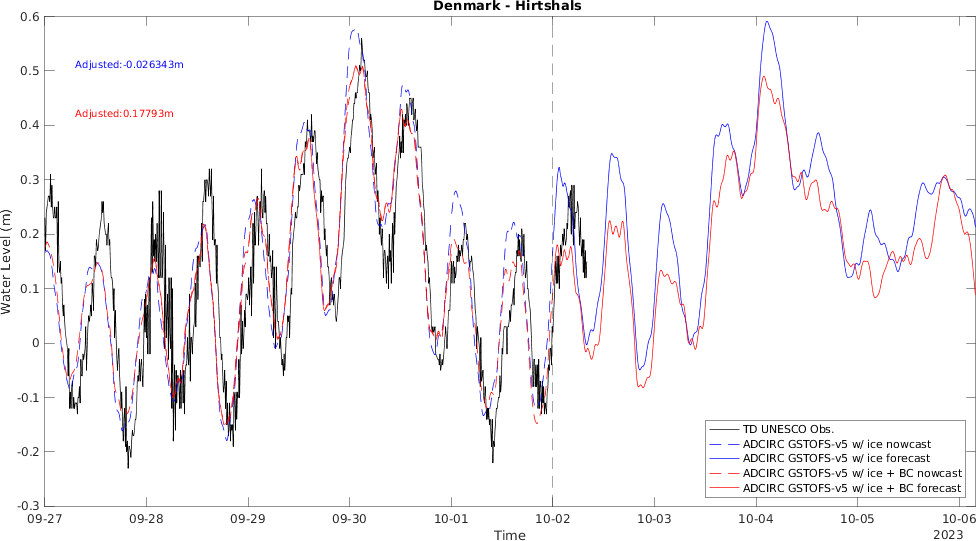 Denmark - Hirtshals
0.6
0.5
0.4
0.3
0.2
0.1
0
-0.1
-0.2
-0.3
Water Level (m)
Adjusted:-0.026343m
Adjusted:0.17793m
TD UNESCO Obs.
ADCIRC GSTOFS-v5 w/ ice nowcast
ADCIRC GSTOFS-v5 w/ ice forecast
ADCIRC GSTOFS-v5 w/ ice + BC nowcast
ADCIRC GSTOFS-v5 w/ ice + BC forecast
09-27 09-28 09-29 09-30 10-01 10-02 10-03 10-04 10-05 10-06
Time
2023